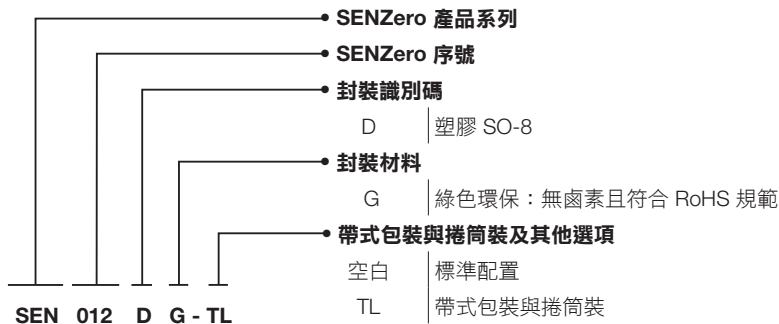 SENZero 產品系列
SENZero 序號
封裝識別碼
D 塑膠 SO-8
封裝材料
G 綠色環保：無鹵素且符合 RoHS 規範
帶式包裝與捲筒裝及其他選項
空白 標準配置
TL 帶式包裝與捲筒裝
SEN 012 D G - TL